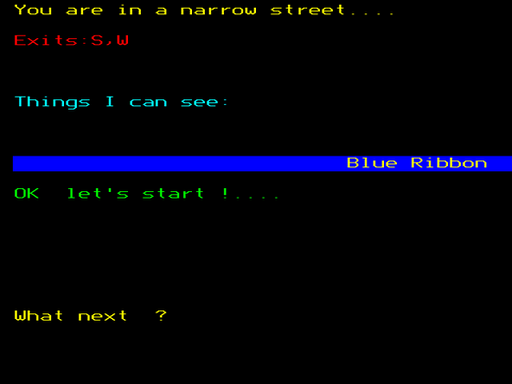 You are in a narrow street....
Exits:S,W
Things I can see:
Blue Ribbon
OK  let's start !....
What next  ?